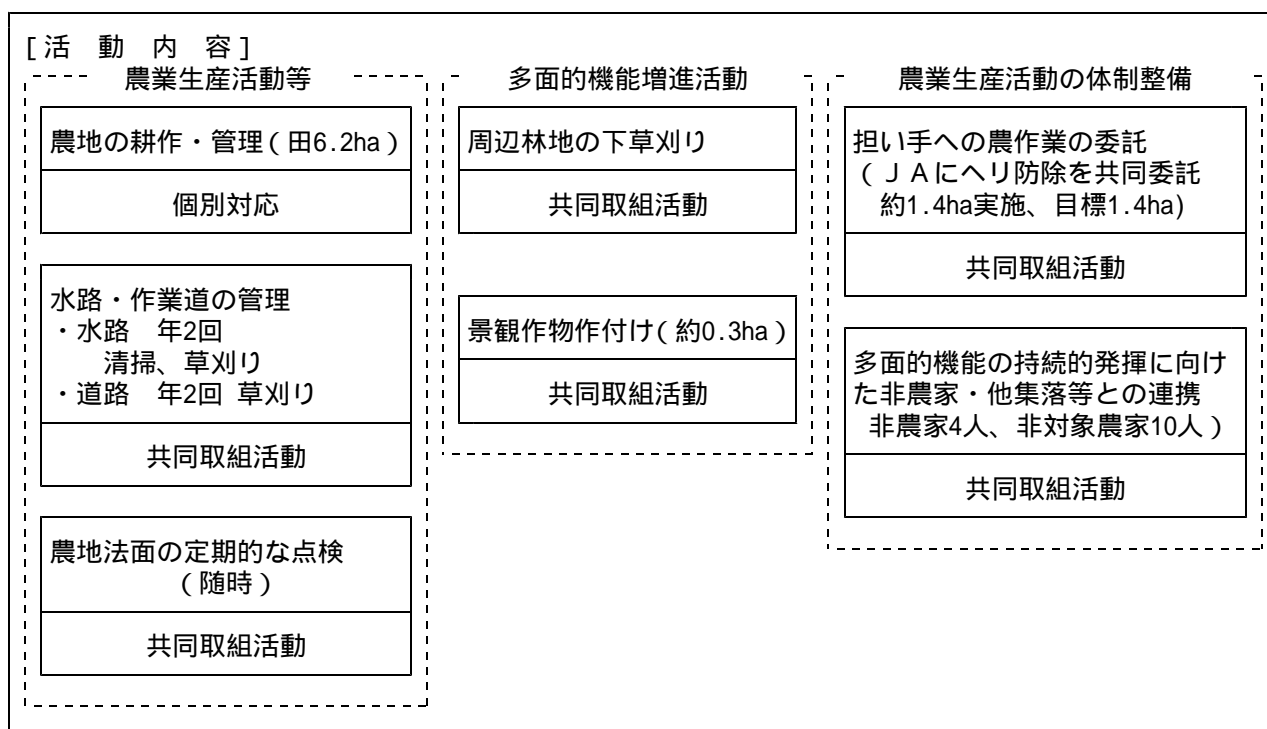 [活 動 内 容]
農業生産活動等
農地の耕作・管理(田6.2ha)
個別対応
水路・作業道の管理
・水路 年2回
清掃、草刈り
・道路 年2回 草刈り
共同取組活動
農地法面の定期的な点検
(随時)
共同取組活動
多面的機能増進活動
周辺林地の下草刈り
共同取組活動
景観作物作付け(約0.3ha)
共同取組活動
農業生産活動の体制整備
担い手への農作業の委託
(JAにヘリ防除を共同委託
約1.4ha実施、目標1.4ha)
共同取組活動
多面的機能の持続的発揮に向け
た非農家・他集落等との連携
非農家4人、非対象農家10人)
共同取組活動